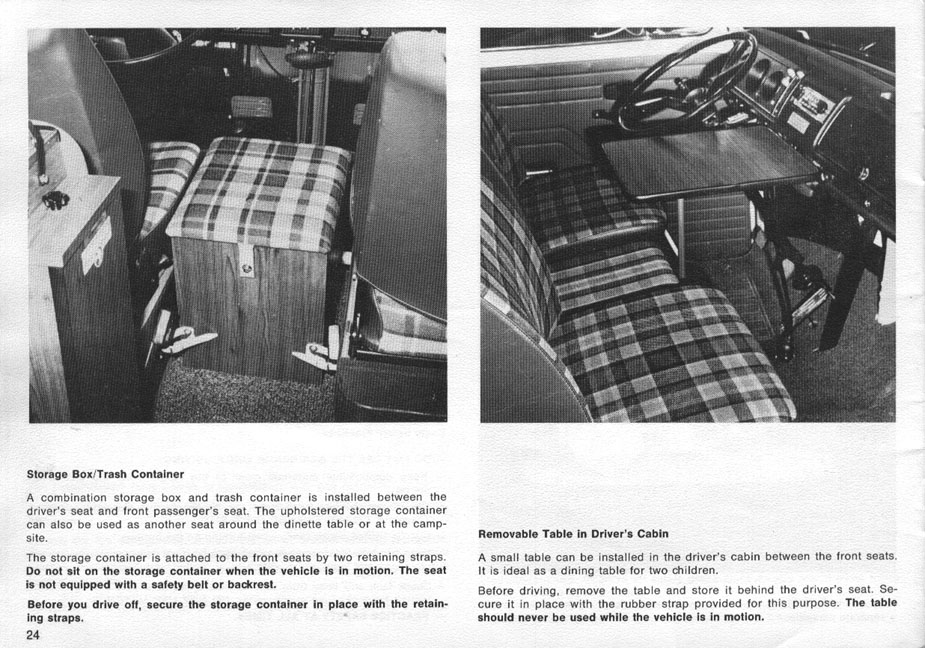 Storage Box/Trash Container
A combination storage box and trash container is installed between the
driver's seat and front passenger's seat. The upholstered storage container
can also be used as another seat around the dinette table or at the camp-
site.
The storage container is attached to the front seats by two retaining straps.
Do not sit on the storage container when the vehicle is in motion. The seat
is not equipped with a safety belt or backrest.
Before you drive off, secure the storage container in place with the retain-
ing straps.
24
Removable Table in Driver's Cabin
A small table can be installed in the driver's cabin between the front seats.
It is ideal as a dining table for two children.
Before driving, remove the table and store it behind the driver's seat. Se-
cure it in place with the rubber strap provided for this purpose. The table
should never be used while the vehicle is in motion.